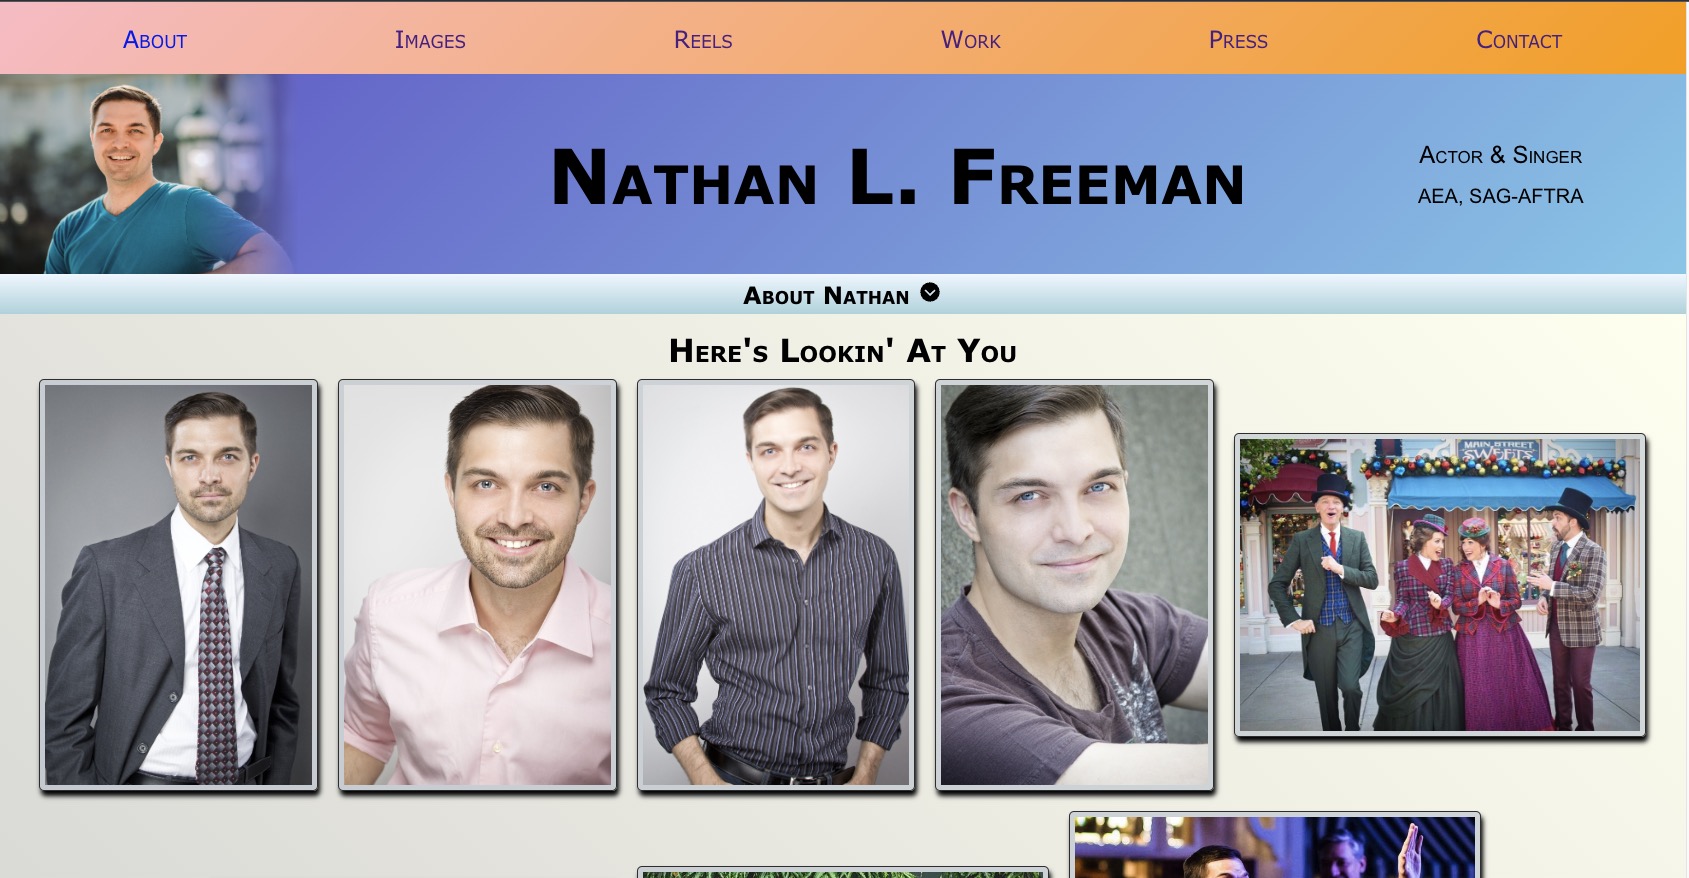 About
Images
Reels
Work
Press
Contact
Nathan L. Freeman
Actor & Singer
AEA, SAG-AFTRA
About Nathan
Here's Lookin' At You
MAIN STREET
SWEETS